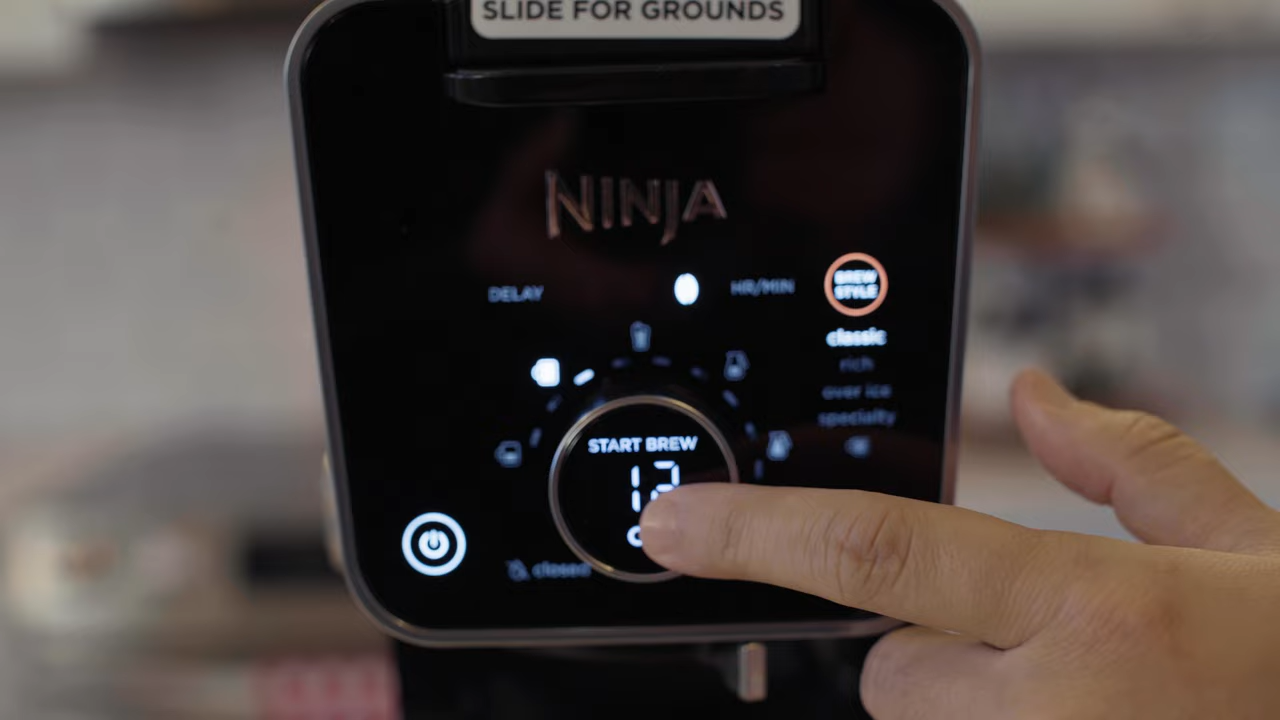 SLIDE FOR GROUNDS
NINJA
DELAY
HR/MIN
BREW
STYLE
classic
rich
over ice
specialty
START BREW
12
closed